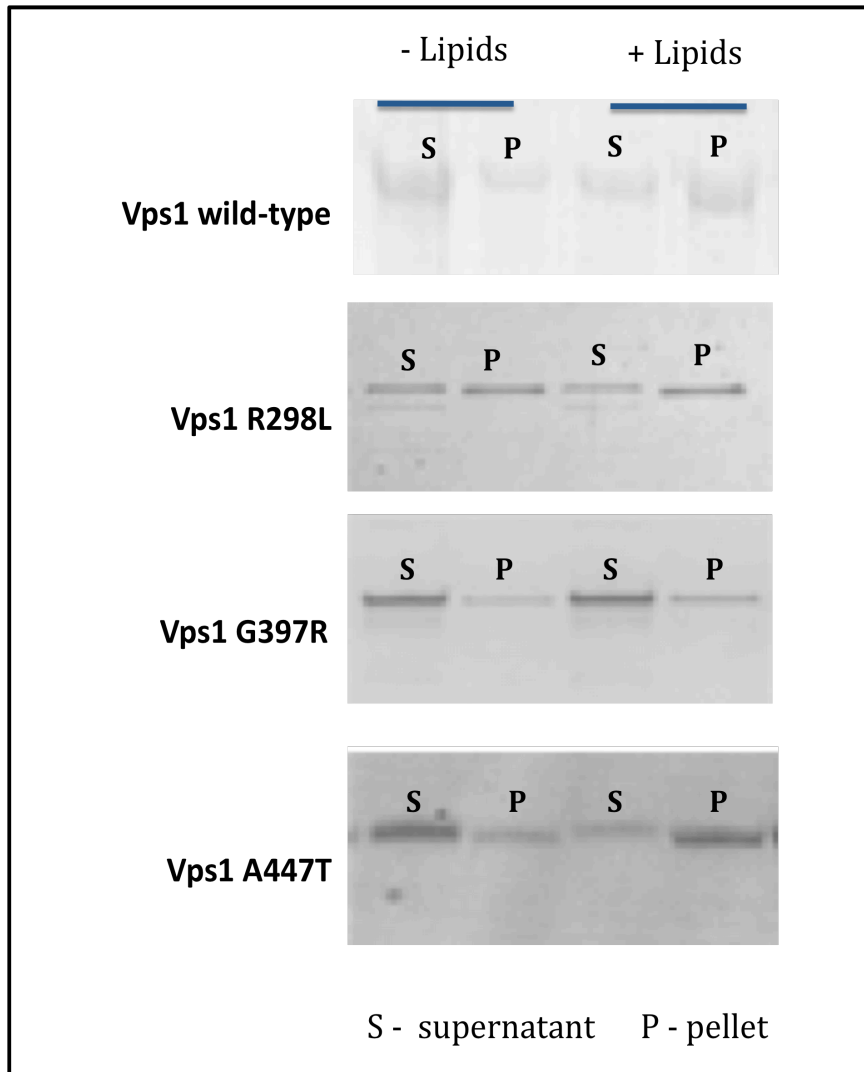 - Lipids + Lipids
S P S P
Vps1 wild-type
S P S P
Vps1 R298L
S P S P
Vps1 G397R
S P S P
Vps1 A447T
S - supernatant P - pellet